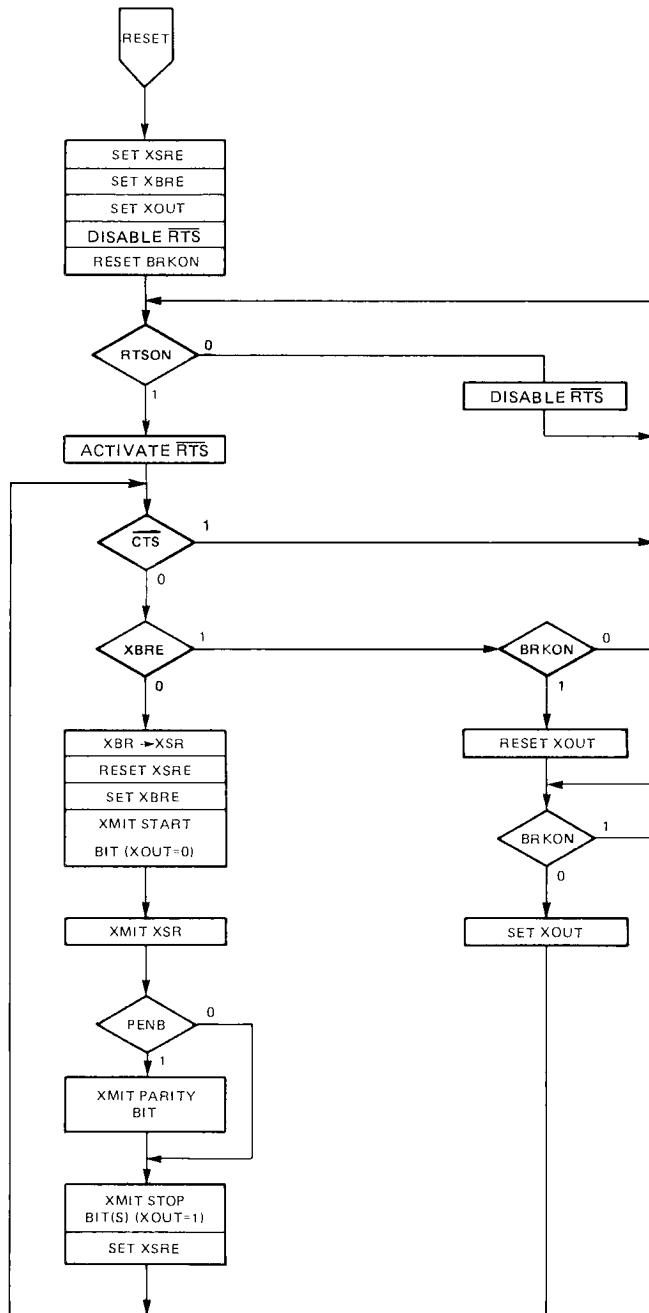 RESET
SET XSRE
SET XBRE
SET XOUT
DISABLE RTS
RESET BRKON
RTSON
0
1
DISABLE RTS
ACTIVATE RTS
CTS
1
0
XBRE
1
0
BRKON
0
1
XBR → XSR
RESET XSRE
SET XBRE
XMIT START
BIT (XOUT=0)
RESET XOUT
BRKON
1
0
XMIT XSR
SET XOUT
PENB
0
1
XMIT PARITY
BIT
XMIT STOP
BIT(S) (XOUT=1)
SET XSRE